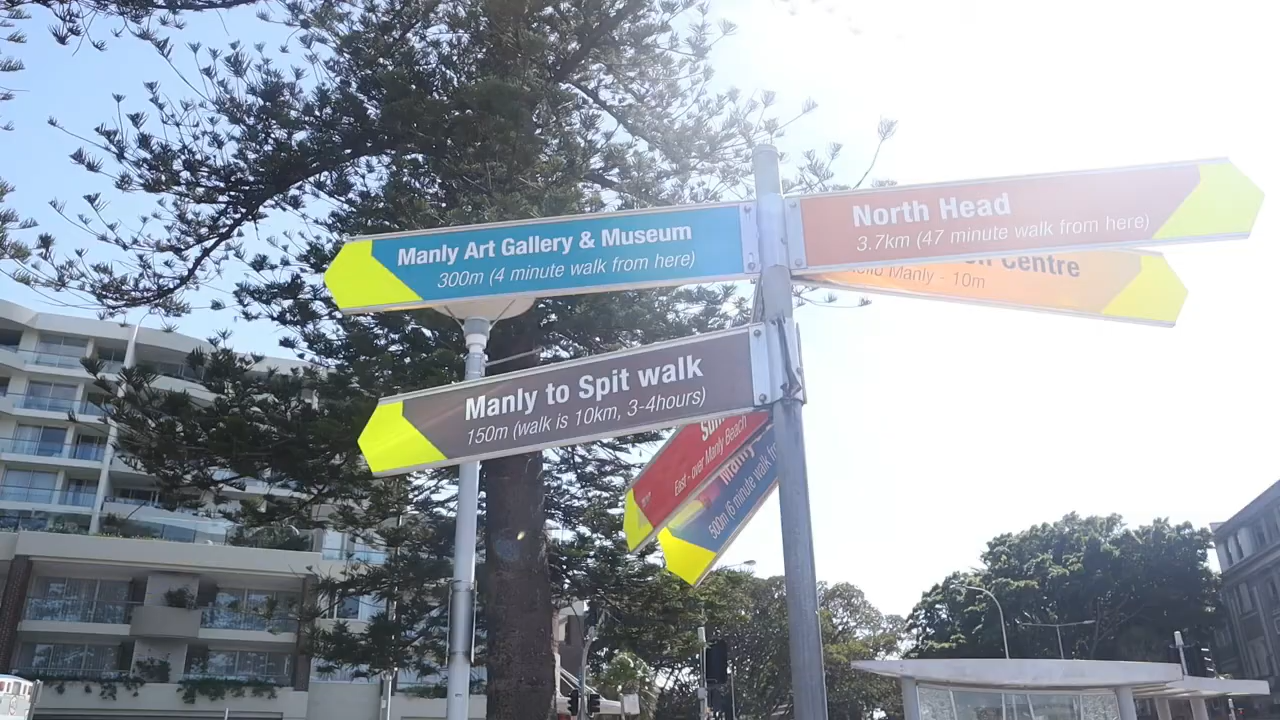 Manly Art Gallery & Museum
300m (4 minute walk from here)
North Head
3.7km (47 minute walk from here)
Centre
Manly - 10m
Manly to Spit walk
150m (walk is 10km, 3-4hours)
East - over Manly Beach
Manly
500m (6 minute walk